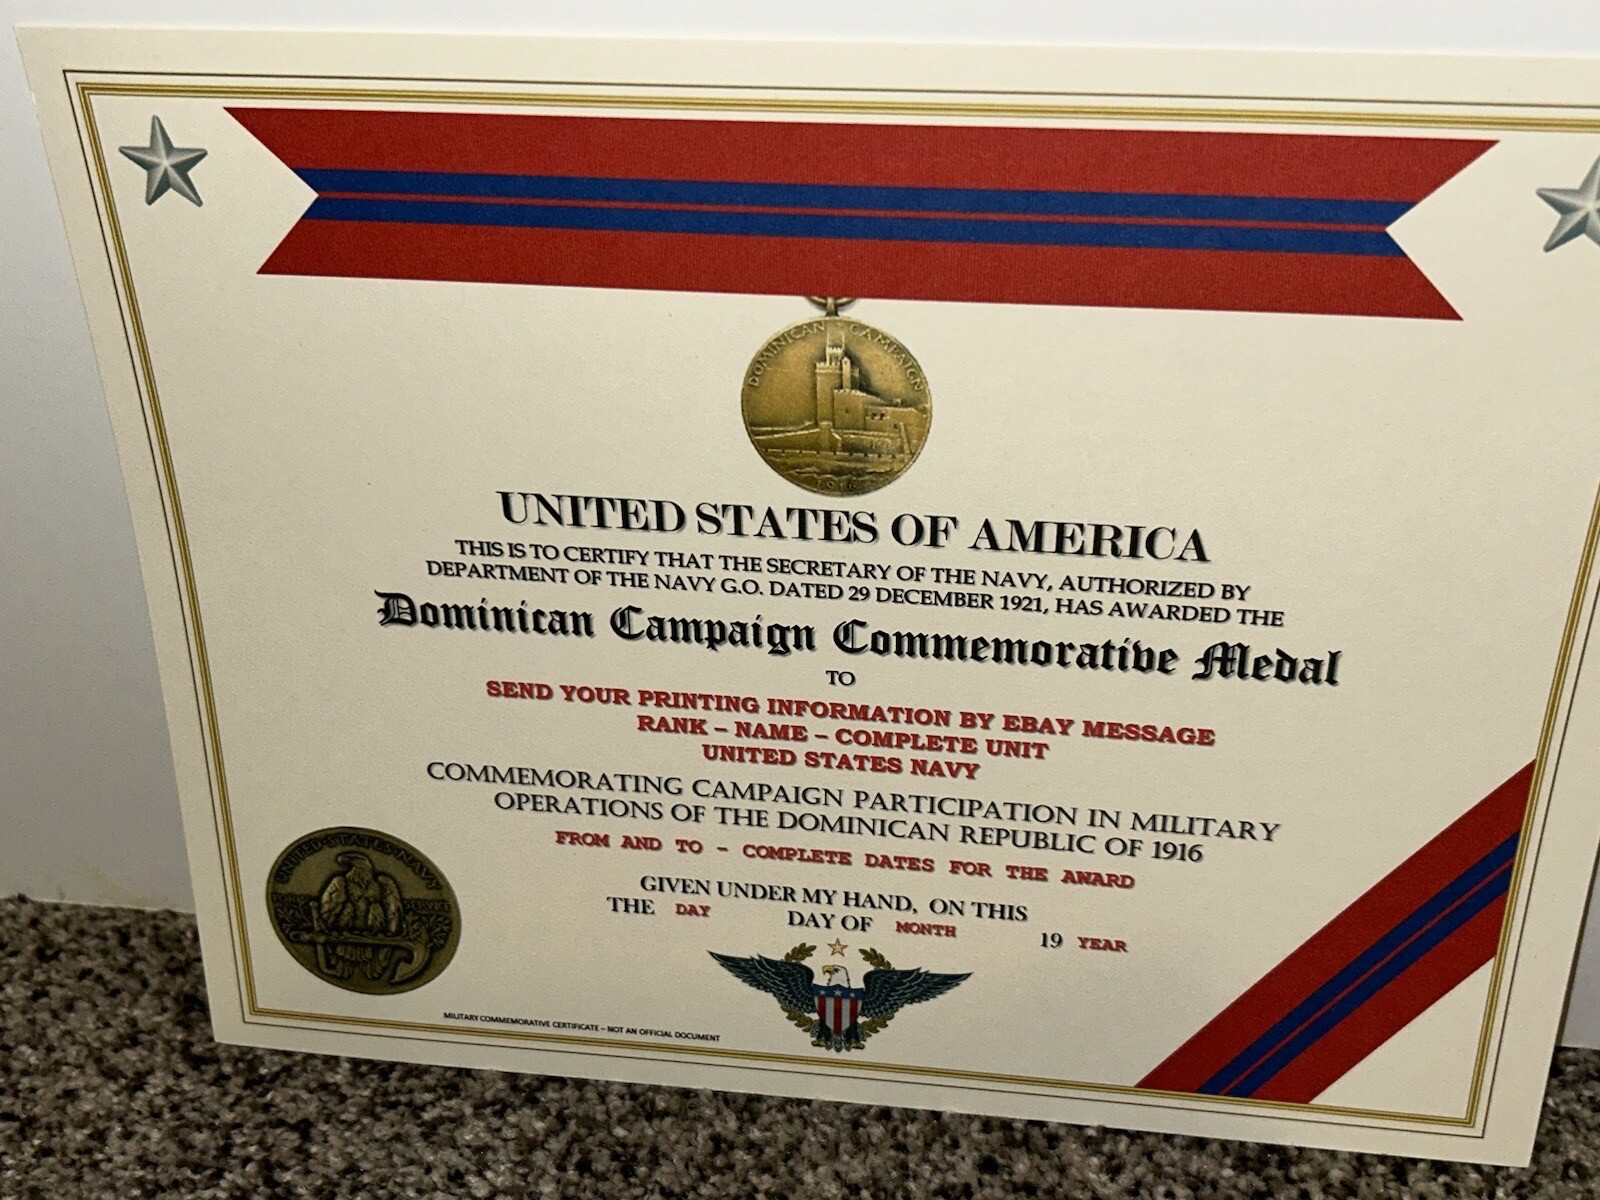 DOMINICAN CAMPAIGN
UNITED STATES OF AMERICA
THIS IS TO CERTIFY THAT THE SECRETARY OF THE NAVY, AUTHORIZED BY
DEPARTMENT OF THE NAVY G.O. DATED 29 DECEMBER 1921, HAS AWARDED THE
Dominican Campaign Commemorative Medal
TO
SEND YOUR PRINTING INFORMATION BY EBAY MESSAGE
RANK – NAME – COMPLETE UNIT
UNITED STATES NAVY
COMMEMORATING CAMPAIGN PARTICIPATION IN MILITARY
OPERATIONS OF THE DOMINICAN REPUBLIC OF 1916
FROM AND TO – COMPLETE DATES FOR THE AWARD
GIVEN UNDER MY HAND, ON THIS
THE DAY DAY OF MONTH 19 YEAR
UNITED·STATES·NAVY
SERVICE
MILITARY COMMEMORATIVE CERTIFICATE – NOT AN OFFICIAL DOCUMENT